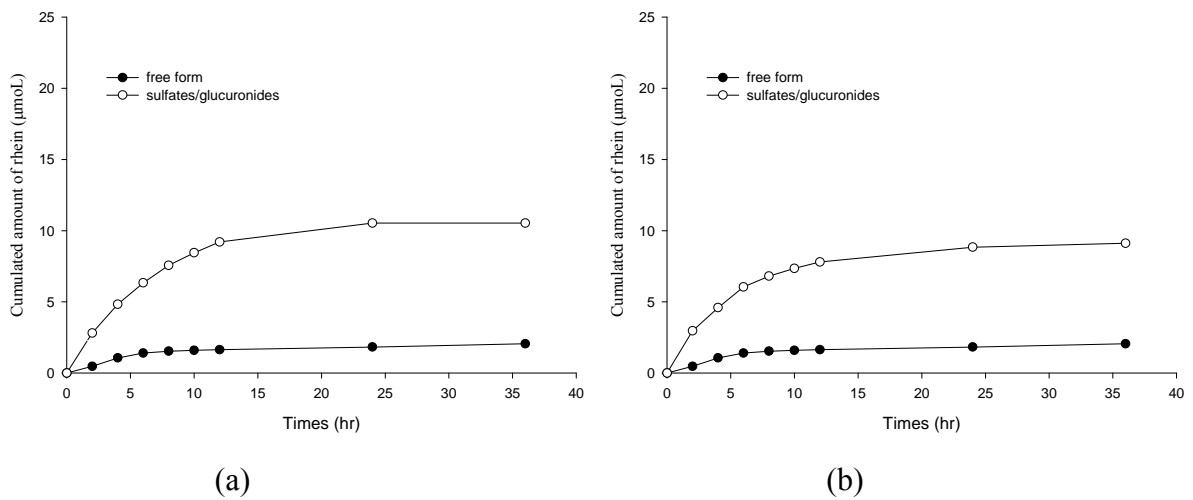 25
20
15
10
5
0
Cumulated amount of rhein (μmoL)
free form
sulfates/glucuronides
0 5 10 15 20 25 30 35 40
Times (hr)
(a)
25
20
15
10
5
0
Cumulated amount of rhein (μmoL)
free form
sulfates/glucuronides
0 5 10 15 20 25 30 35 40
Times (hr)
(b)